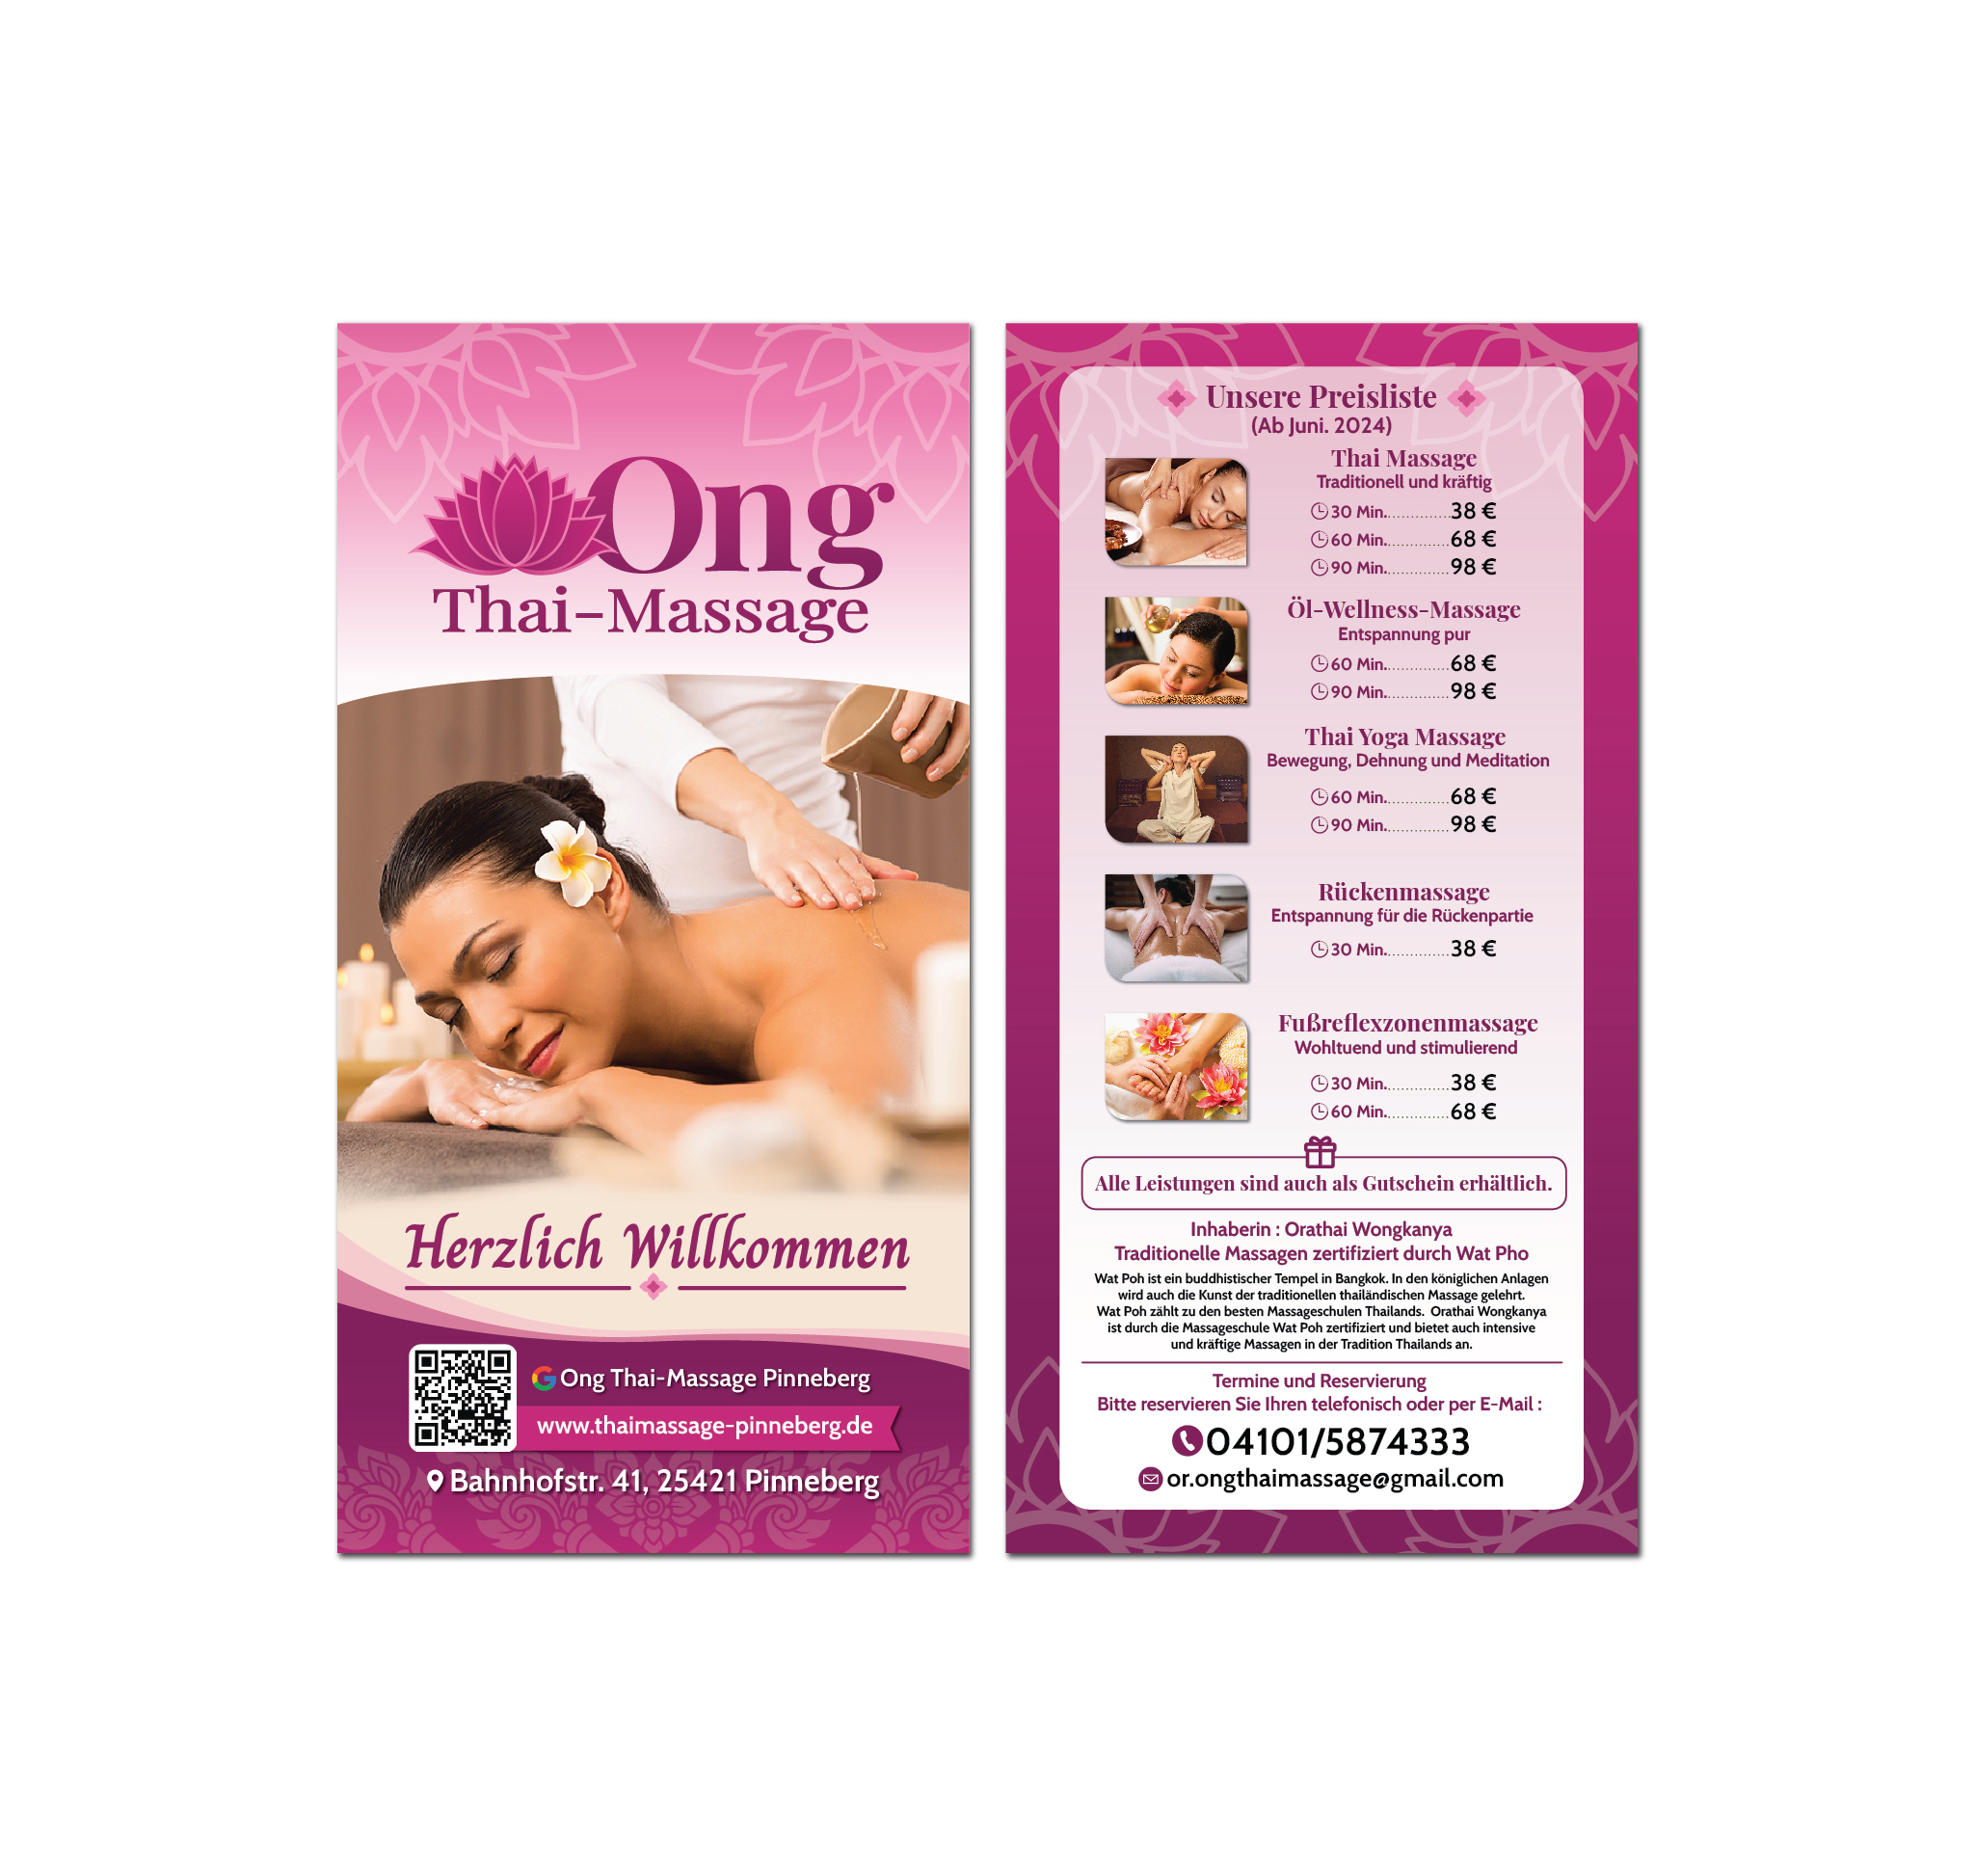 Ong
Thai-Massage
Herzlich Willkommen
Ong Thai-Massage Pinneberg
www.thaimassage-pinneberg.de
Bahnhofstr. 41, 25421 Pinneberg
Unsere Preisliste
(Ab Juni. 2024)
Thai Massage
Traditionell und kräftig
30 Min..............38 €
60 Min..............68 €
90 Min..............98 €
Öl-Wellness-Massage
Entspannung pur
60 Min..............68 €
90 Min..............98 €
Thai Yoga Massage
Bewegung, Dehnung und Meditation
60 Min..............68 €
90 Min..............98 €
Rückenmassage
Entspannung für die Rückenpartie
30 Min..............38 €
Fußreflexzonenmassage
Wohltuend und stimulierend
30 Min..............38 €
60 Min..............68 €
Alle Leistungen sind auch als Gutschein erhältlich.
Inhaberin : Orathai Wongkanya
Traditionelle Massagen zertifiziert durch Wat Pho
Wat Poh ist ein buddhistischer Tempel in Bangkok. In den königlichen Anlagen
wird auch die Kunst der traditionellen thailändischen Massage gelehrt.
Wat Poh zählt zu den besten Massageschulen Thailands. Orathai Wongkanya
ist durch die Massageschule Wat Poh zertifiziert und bietet auch intensive
und kräftige Massagen in der Tradition Thailands an.
Termine und Reservierung
Bitte reservieren Sie Ihren telefonisch oder per E-Mail :
04101/5874333
or.ongthaimassage@gmail.com